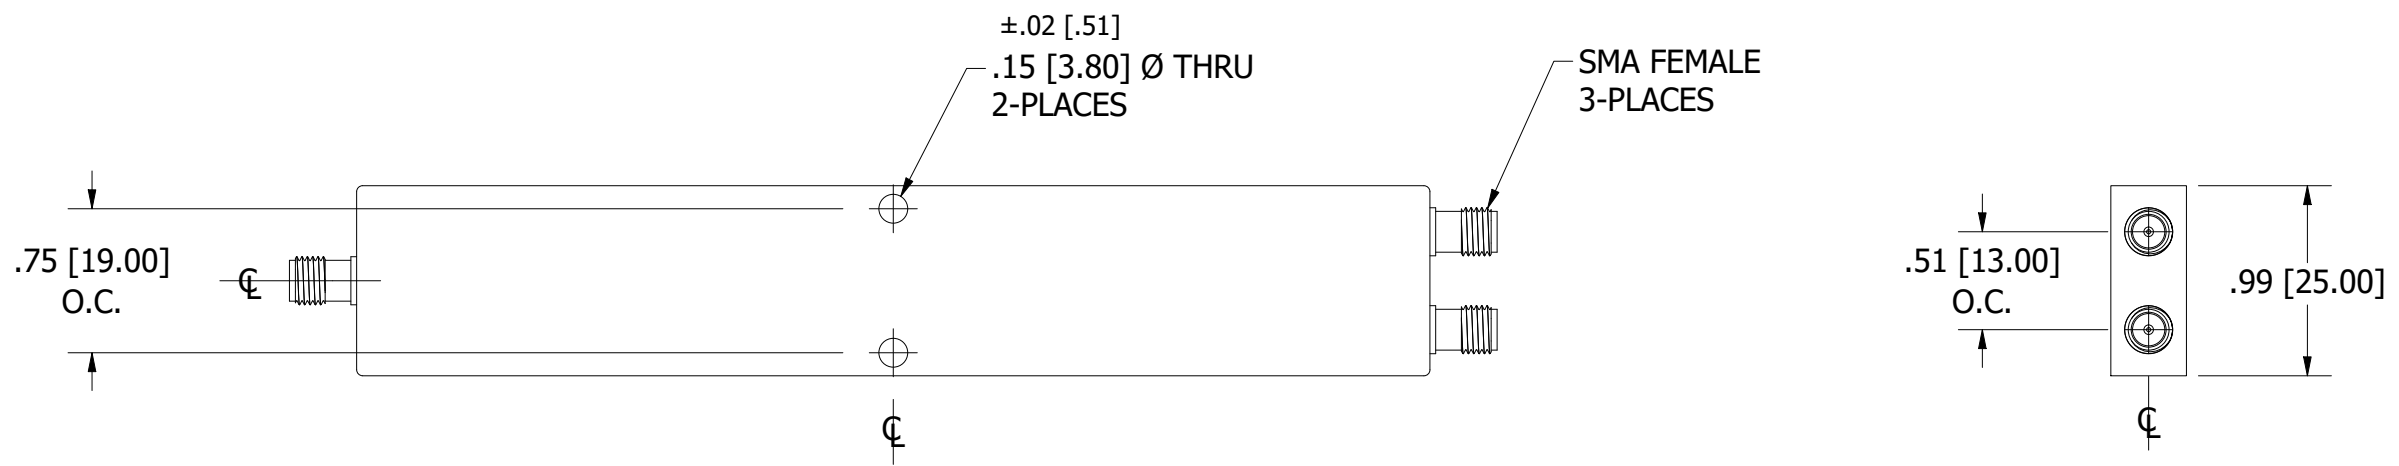 ±.02 [.51]
.15 [3.80] Ø THRU
2-PLACES
SMA FEMALE
3-PLACES
.75 [19.00]
O.C.
℄
℄
.51 [13.00]
O.C.
.99 [25.00]
℄